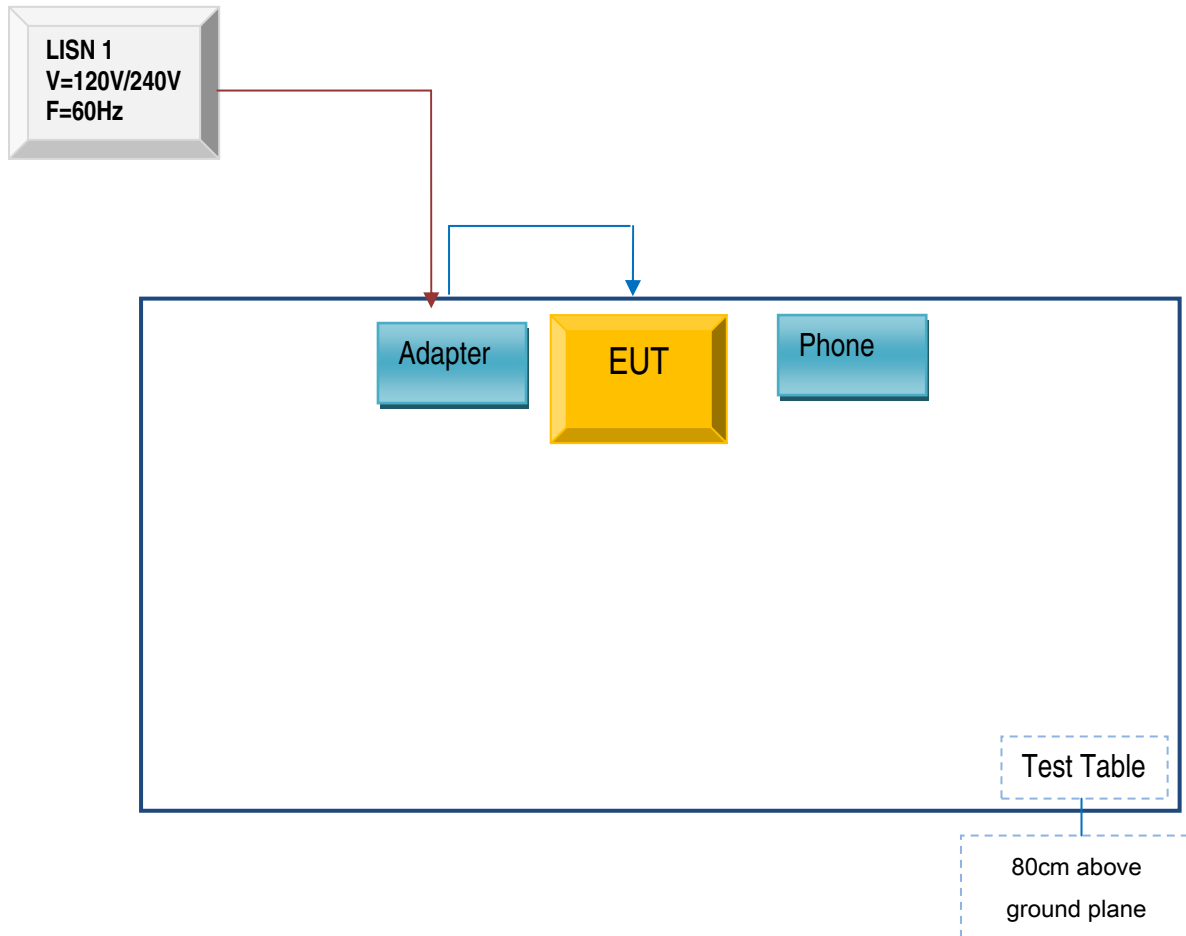 LISN 1
V=120V/240V
F=60Hz
Adapter
EUT
Phone
Test Table
80cm above
ground plane